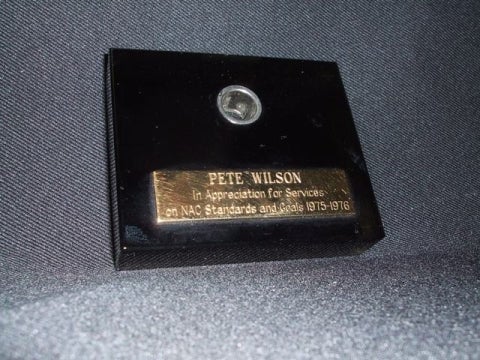 PETE WILSON
In Appreciation for Services
on NAC Standards and Goals 1975-1976